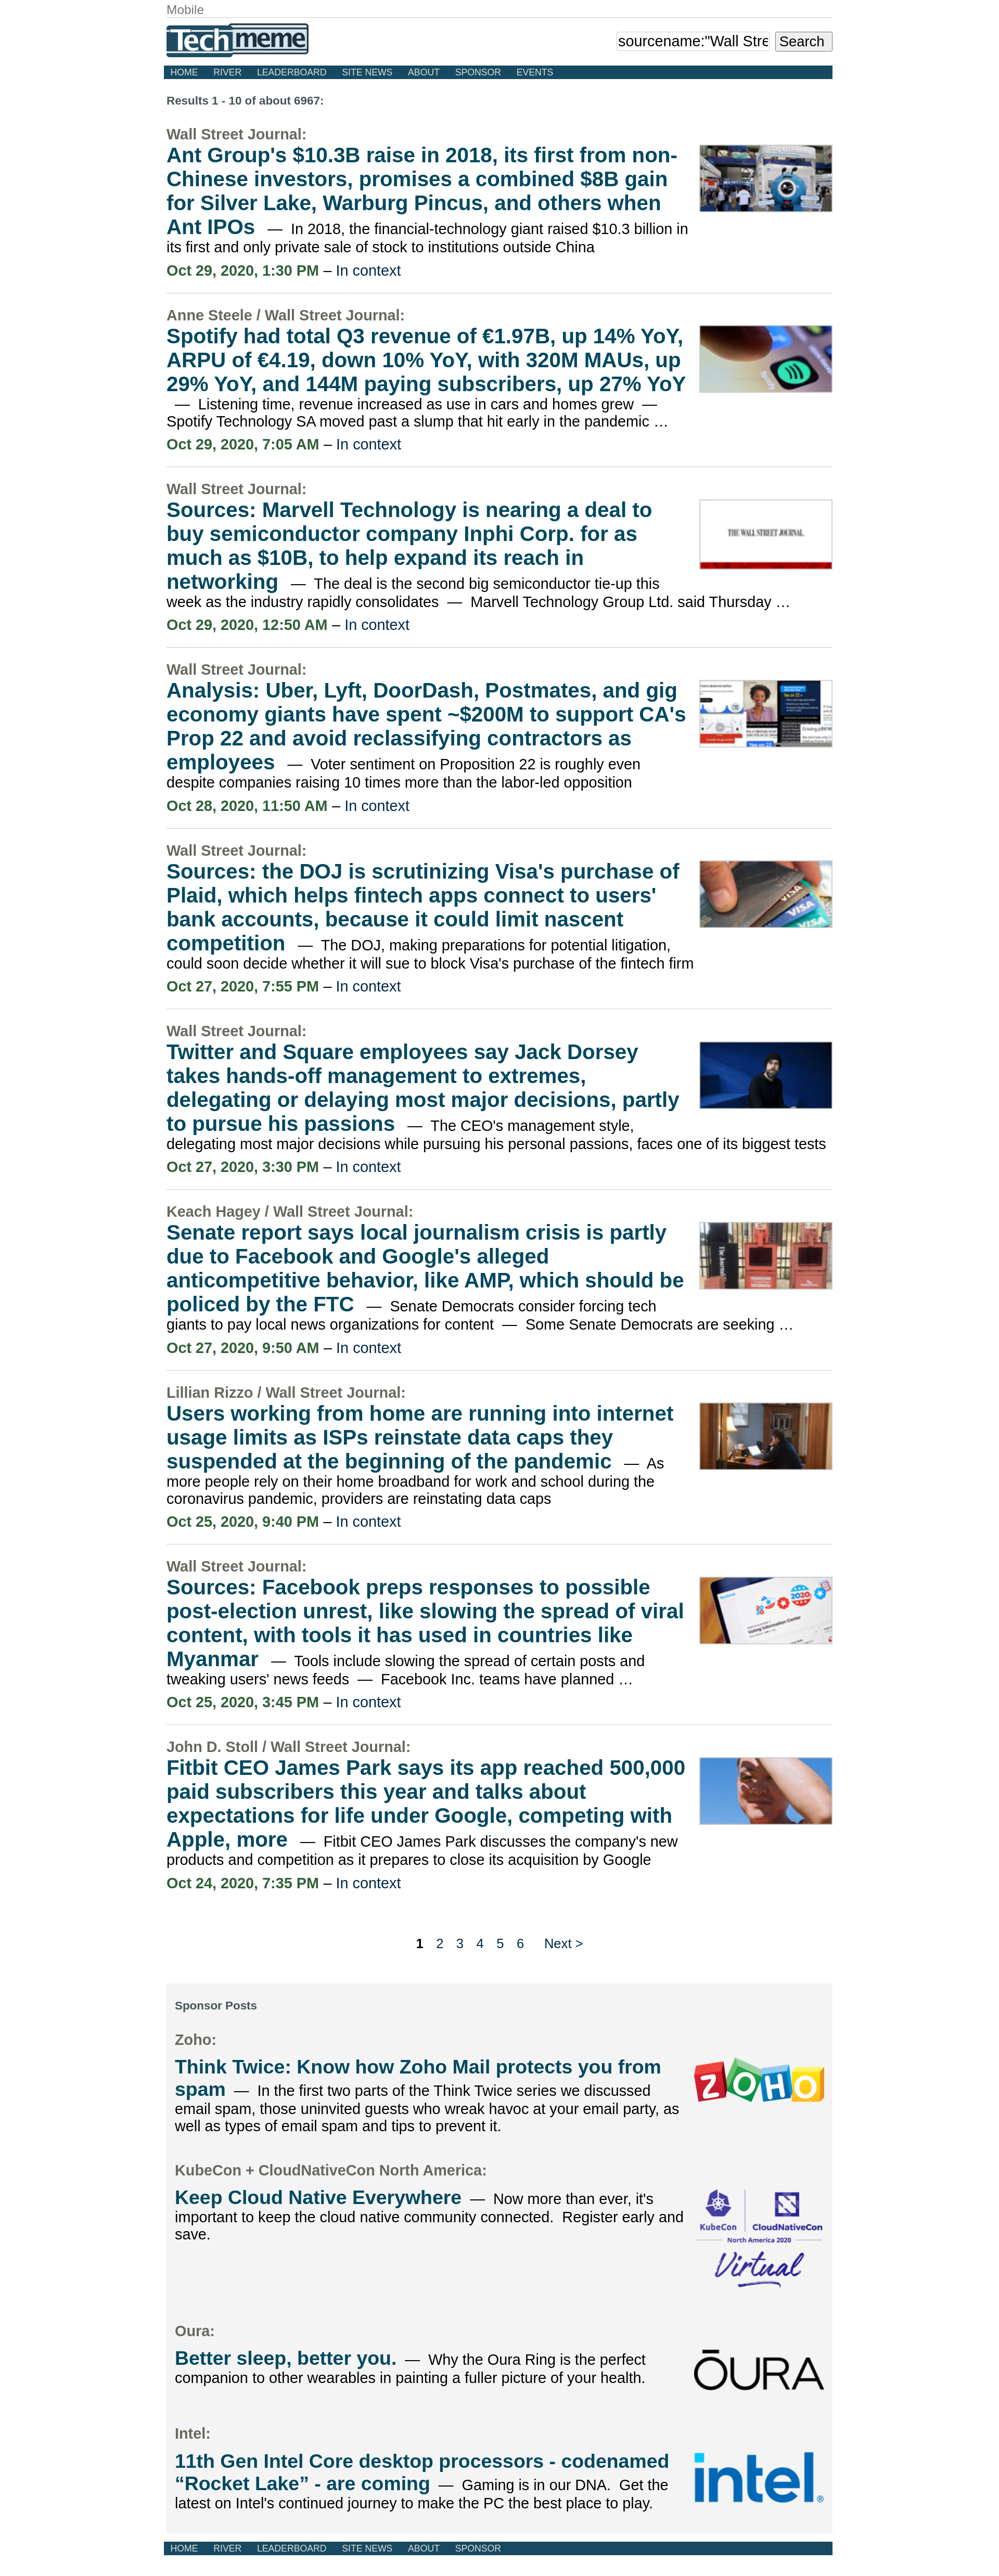 Mobile
Techmeme
sourcename:"Wall Stre
Search
HOME RIVER LEADERBOARD SITE NEWS ABOUT SPONSOR EVENTS
Results 1 - 10 of about 6967:
Wall Street Journal:
Ant Group's $10.3B raise in 2018, its first from non-
Chinese investors, promises a combined $8B gain
for Silver Lake, Warburg Pincus, and others when
Ant IPOs — In 2018, the financial-technology giant raised $10.3 billion in
its first and only private sale of stock to institutions outside China
Oct 29, 2020, 1:30 PM – In context
Anne Steele / Wall Street Journal:
Spotify had total Q3 revenue of €1.97B, up 14% YoY,
ARPU of €4.19, down 10% YoY, with 320M MAUs, up
29% YoY, and 144M paying subscribers, up 27% YoY
— Listening time, revenue increased as use in cars and homes grew —
Spotify Technology SA moved past a slump that hit early in the pandemic …
Oct 29, 2020, 7:05 AM – In context
Wall Street Journal:
Sources: Marvell Technology is nearing a deal to
buy semiconductor company Inphi Corp. for as
much as $10B, to help expand its reach in
networking — The deal is the second big semiconductor tie-up this
week as the industry rapidly consolidates — Marvell Technology Group Ltd. said Thursday …
THE WALL STREET JOURNAL.
Oct 29, 2020, 12:50 AM – In context
Wall Street Journal:
Analysis: Uber, Lyft, DoorDash, Postmates, and gig
economy giants have spent ~$200M to support CA's
Prop 22 and avoid reclassifying contractors as
employees — Voter sentiment on Proposition 22 is roughly even
despite companies raising 10 times more than the labor-led opposition
Yes on 22
Oct 28, 2020, 11:50 AM – In context
Wall Street Journal:
Sources: the DOJ is scrutinizing Visa's purchase of
Plaid, which helps fintech apps connect to users'
bank accounts, because it could limit nascent
competition — The DOJ, making preparations for potential litigation,
could soon decide whether it will sue to block Visa's purchase of the fintech firm
VISA
VISA
Oct 27, 2020, 7:55 PM – In context
Wall Street Journal:
Twitter and Square employees say Jack Dorsey
takes hands-off management to extremes,
delegating or delaying most major decisions, partly
to pursue his passions — The CEO's management style,
delegating most major decisions while pursuing his personal passions, faces one of its biggest tests
Oct 27, 2020, 3:30 PM – In context
Keach Hagey / Wall Street Journal:
Senate report says local journalism crisis is partly
due to Facebook and Google's alleged
anticompetitive behavior, like AMP, which should be
policed by the FTC — Senate Democrats consider forcing tech
giants to pay local news organizations for content — Some Senate Democrats are seeking …
Oct 27, 2020, 9:50 AM – In context
Lillian Rizzo / Wall Street Journal:
Users working from home are running into internet
usage limits as ISPs reinstate data caps they
suspended at the beginning of the pandemic — As
more people rely on their home broadband for work and school during the
coronavirus pandemic, providers are reinstating data caps
Oct 25, 2020, 9:40 PM – In context
Wall Street Journal:
Sources: Facebook preps responses to possible
post-election unrest, like slowing the spread of viral
content, with tools it has used in countries like
Myanmar — Tools include slowing the spread of certain posts and
tweaking users' news feeds — Facebook Inc. teams have planned …
2020
Voting Information Center
Oct 25, 2020, 3:45 PM – In context
John D. Stoll / Wall Street Journal:
Fitbit CEO James Park says its app reached 500,000
paid subscribers this year and talks about
expectations for life under Google, competing with
Apple, more — Fitbit CEO James Park discusses the company's new
products and competition as it prepares to close its acquisition by Google
Oct 24, 2020, 7:35 PM – In context
1 2 3 4 5 6 Next >
Sponsor Posts
Zoho:
Think Twice: Know how Zoho Mail protects you from
spam — In the first two parts of the Think Twice series we discussed
email spam, those uninvited guests who wreak havoc at your email party, as
well as types of email spam and tips to prevent it.
ZOHO
KubeCon + CloudNativeCon North America:
Keep Cloud Native Everywhere — Now more than ever, it's
important to keep the cloud native community connected. Register early and
save.
KubeCon CloudNativeCon
North America 2020
Virtual
Oura:
Better sleep, better you. — Why the Oura Ring is the perfect
companion to other wearables in painting a fuller picture of your health.
ŌURA
Intel:
11th Gen Intel Core desktop processors - codenamed
“Rocket Lake” - are coming — Gaming is in our DNA. Get the
latest on Intel's continued journey to make the PC the best place to play.
intel®
HOME RIVER LEADERBOARD SITE NEWS ABOUT SPONSOR